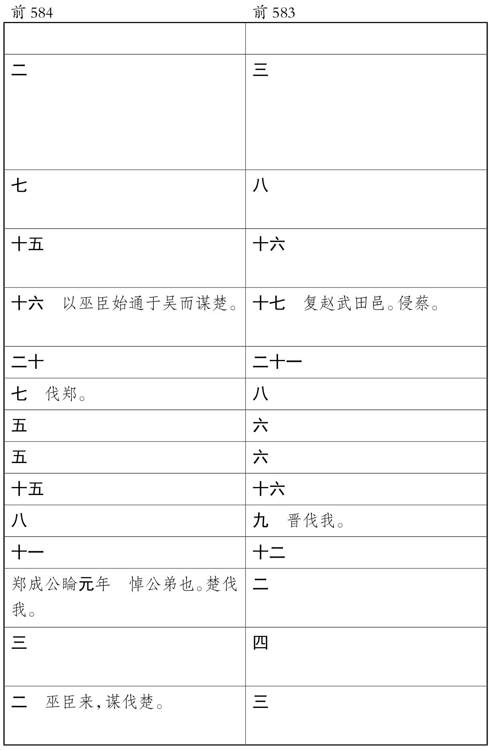 前 584 前 583
二 三
七 八
十五 十六
十六 以巫臣始通于吴而谋楚。 十七 复赵武田邑。侵蔡。
二十 二十一
七 伐郑。 八
五 六
五 六
十五 十六
八 九 晋伐我。
十一 十二
郑成公睔元年 悼公弟也。楚伐 二
我。
三 四
二 巫臣来,谋伐楚。 三